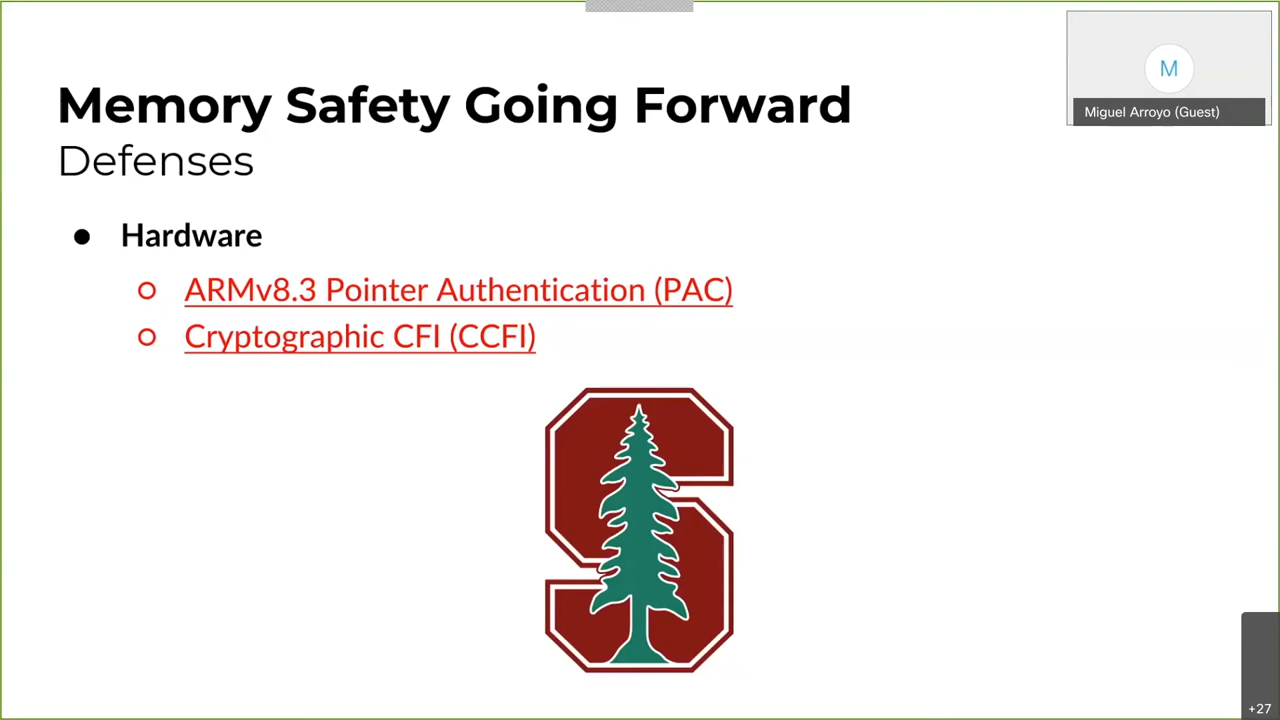 Memory Safety Going Forward
Defenses
M
Miguel Arroyo (Guest)
● Hardware
○ ARMv8.3 Pointer Authentication (PAC)
○ Cryptographic CFI (CCFI)
+27